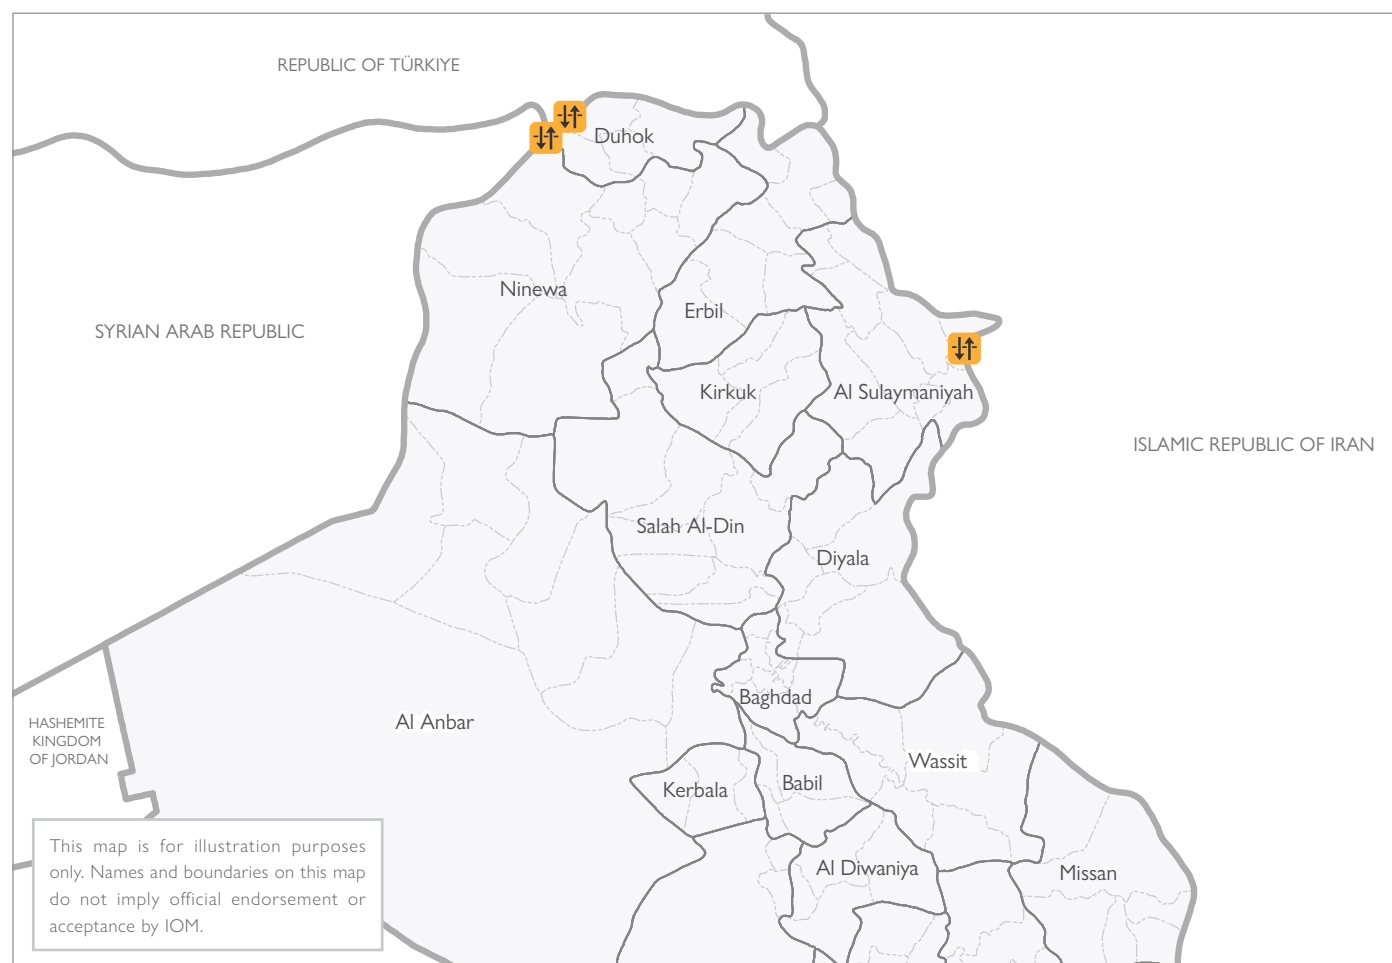 REPUBLIC OF TÜRKIYE
Duhok
Ninewa
Erbil
SYRIAN ARAB REPUBLIC
Kirkuk
Al Sulaymaniyah
ISLAMIC REPUBLIC OF IRAN
Salah Al-Din
Diyala
Baghdad
Al Anbar
HASHEMITE
KINGDOM
OF JORDAN
Wassit
Kerbala
Babil
Al Diwaniya
Missan
This map is for illustration purposes
only. Names and boundaries on this map
do not imply official endorsement or
acceptance by IOM.